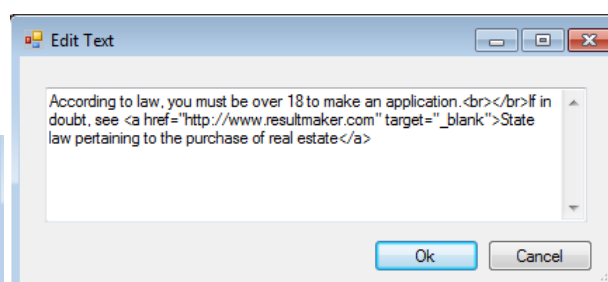 Edit Text
According to law, you must be over 18 to make an application.<br></br>If in
doubt, see <a href="http://www.resultmaker.com" target="_blank">State
law pertaining to the purchase of real estate</a>
Ok Cancel